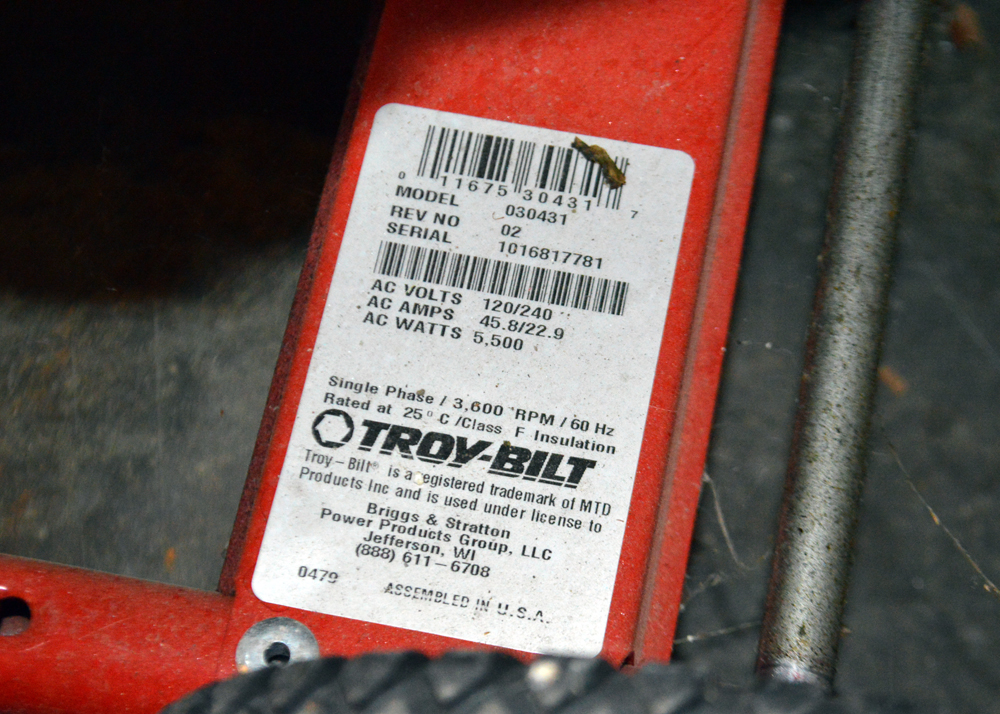 0 11675 30431 7
MODEL 030431
REV NO 02
SERIAL 1016817781
AC VOLTS 120/240
AC AMPS 45.8/22.9
AC WATTS 5,500
Single Phase / 3,600 RPM / 60 Hz
Rated at 25° C /Class F Insulation
TROY-BILT
Troy-Bilt® is a registered trademark of MTD
Products Inc and is used under license to
Briggs & Stratton
Power Products Group, LLC
Jefferson, WI
(888) 611-6708
0479
ASSEMBLED IN U.S.A.